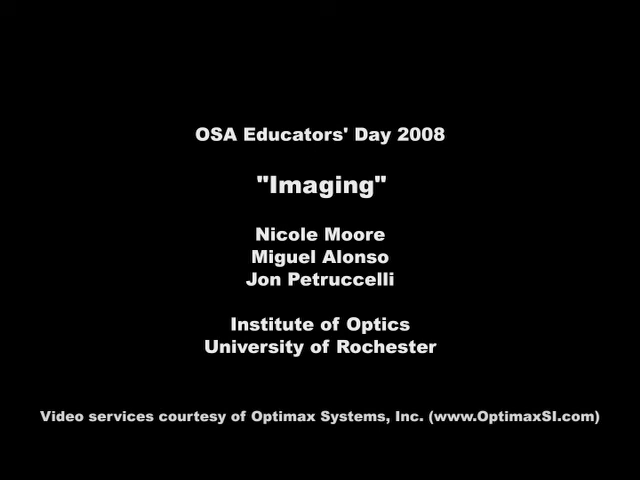 OSA Educators' Day 2008
"Imaging"
Nicole Moore
Miguel Alonso
Jon Petruccelli
Institute of Optics
University of Rochester
Video services courtesy of Optimax Systems, Inc. (www.OptimaxSI.com)